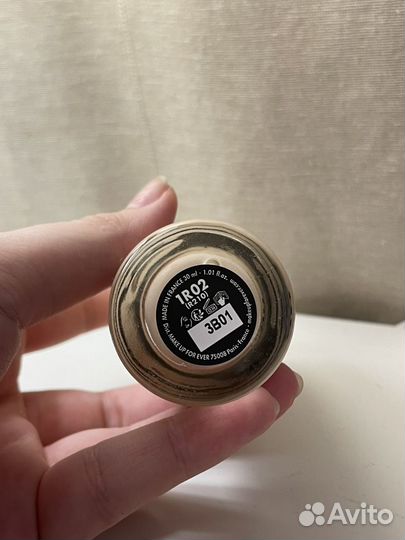 MADE IN FRANCE 30 ml - 1.01 fl.oz.
1R02
(R210)
3B01
MAKE UP FOR EVER 75008 Paris-France -
Avito